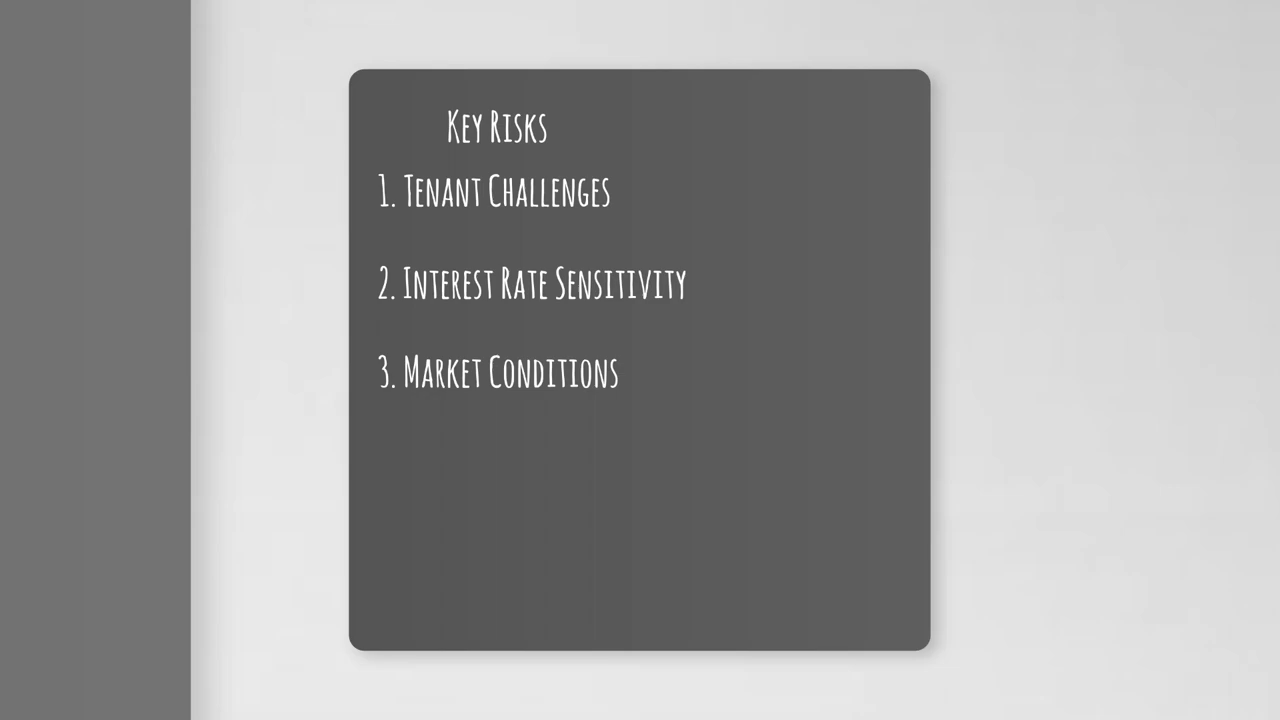 Key Risks
1. Tenant Challenges
2. Interest Rate Sensitivity
3. Market Conditions